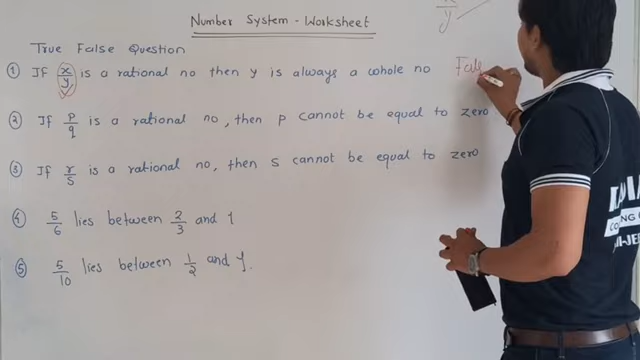 x
y
Number System - Worksheet
True False Question
① If x/y is a rational no then y is always a whole no Fals
② If p/q is a rational no, then p cannot be equal to zero
③ If r/s is a rational no, then s cannot be equal to zero
④ 5/6 lies between 2/3 and 1
⑤ 5/10 lies between 1/2 and 1.